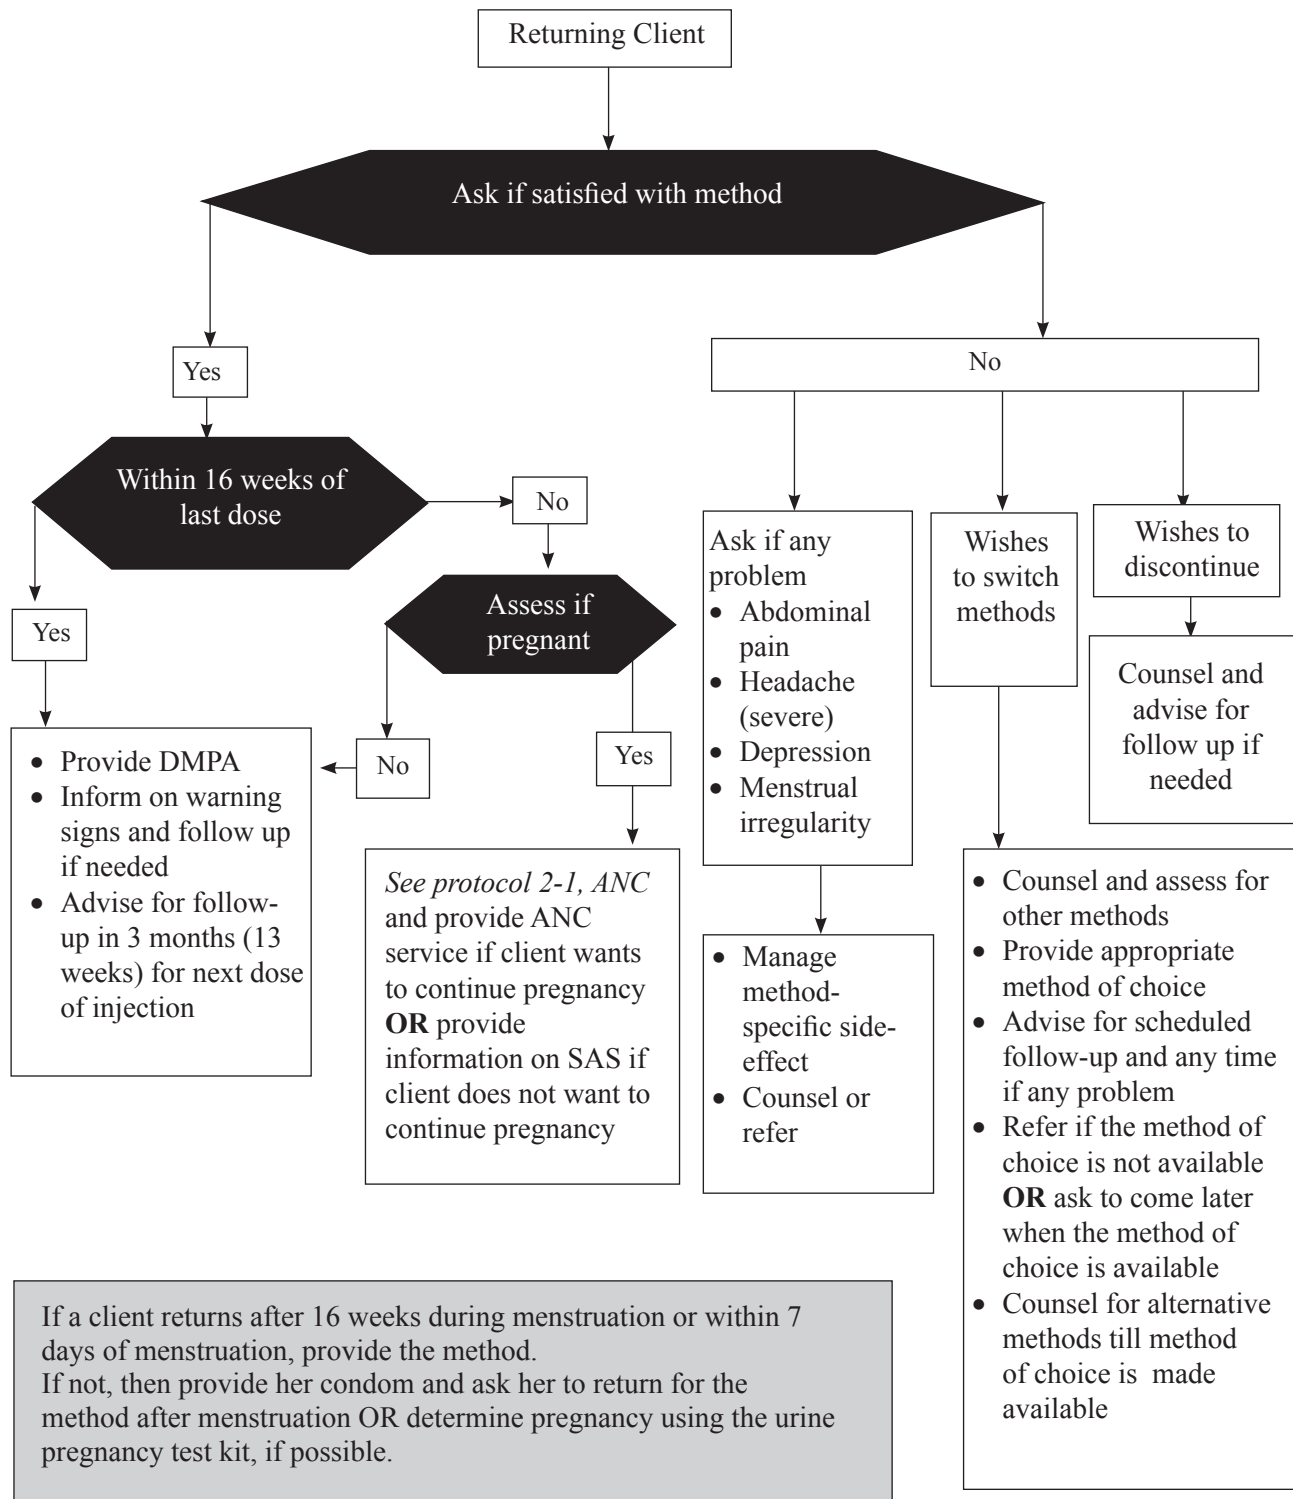 Returning Client
Ask if satisfied with method
Yes
No
Within 16 weeks of
last dose
No
Yes
Assess if
pregnant
No
Yes
• Provide DMPA
• Inform on warning
signs and follow up
if needed
• Advise for follow-
up in 3 months (13
weeks) for next dose
of injection
See protocol 2-1, ANC
and provide ANC
service if client wants
to continue pregnancy
OR provide
information on SAS if
client does not want to
continue pregnancy
Ask if any
problem
• Abdominal
pain
• Headache
(severe)
• Depression
• Menstrual
irregularity
• Manage
method-
specific side-
effect
• Counsel or
refer
Wishes
to switch
methods
• Counsel and assess for
other methods
• Provide appropriate
method of choice
• Advise for scheduled
follow-up and any time
if any problem
• Refer if the method of
choice is not available
OR ask to come later
when the method of
choice is available
• Counsel for alternative
methods till method
of choice is made
available
Wishes to
discontinue
Counsel and
advise for
follow up if
needed
If a client returns after 16 weeks during menstruation or within 7
days of menstruation, provide the method.
If not, then provide her condom and ask her to return for the
method after menstruation OR determine pregnancy using the urine
pregnancy test kit, if possible.